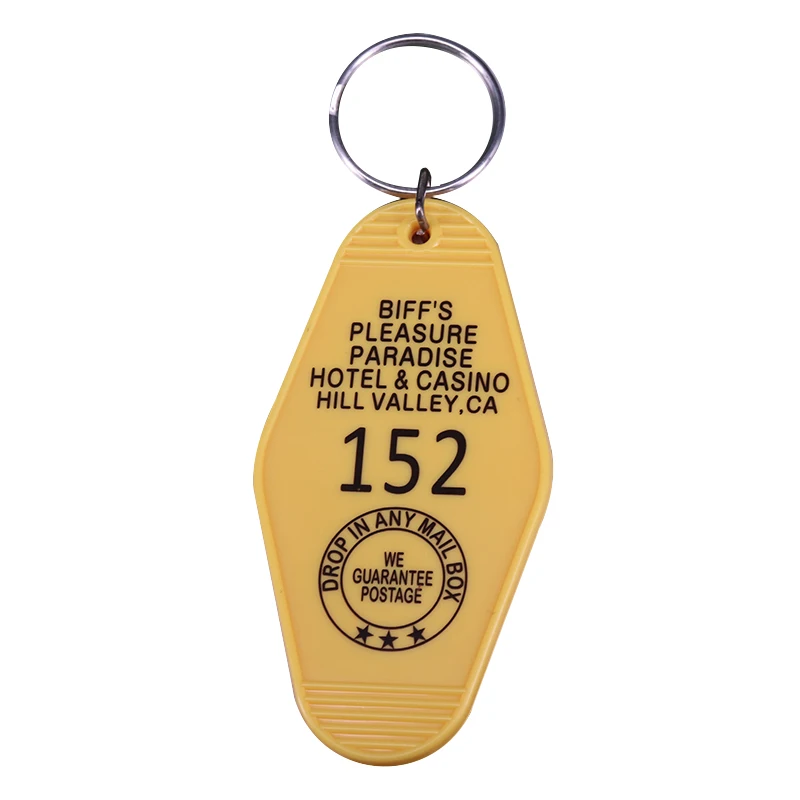 BIFF'S
PLEASURE
PARADISE
HOTEL & CASINO
HILL VALLEY,CA
152
DROP IN ANY MAIL BOX
WE
GUARANTEE
POSTAGE